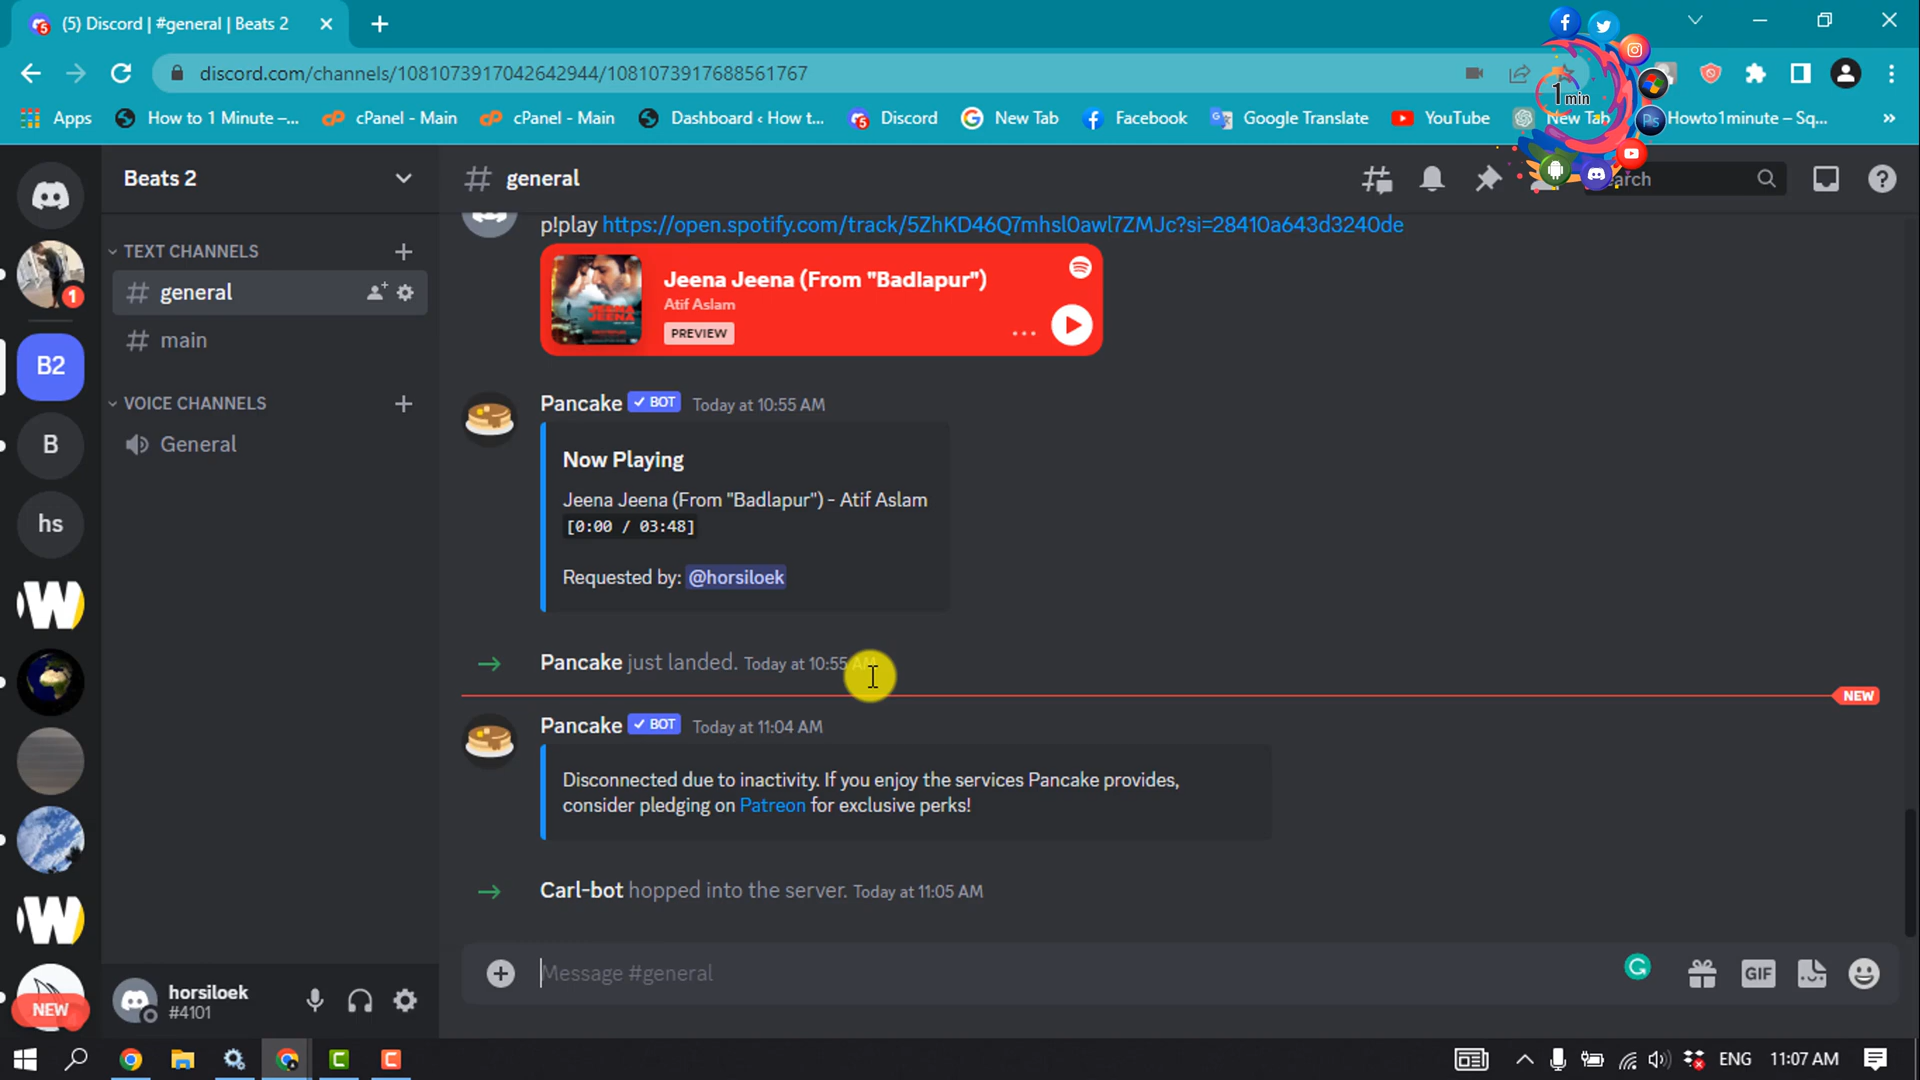 (5) Discord | #general | Beats 2
discord.com/channels/1081073917042642944/1081073917688561767
Apps
How to 1 Minute –...
cPanel - Main
cPanel - Main
Dashboard ‹ How t...
Discord
New Tab
Facebook
Google Translate
YouTube
New Tab
Howto1minute – Sq...
1min
Ps
Beats 2
general
earch
TEXT CHANNELS
general
main
VOICE CHANNELS
General
1
B2
B
hs
W
W
NEW
p!play https://open.spotify.com/track/5ZhKD46Q7mhsl0awl7ZMJc?si=28410a643d3240de
Jeena Jeena (From "Badlapur")
Atif Aslam
PREVIEW
Pancake BOT Today at 10:55 AM
Now Playing
Jeena Jeena (From "Badlapur") - Atif Aslam
[0:00 / 03:48]
Requested by: @horsiloek
Pancake just landed. Today at 10:55 AM
NEW
Pancake BOT Today at 11:04 AM
Disconnected due to inactivity. If you enjoy the services Pancake provides,
consider pledging on Patreon for exclusive perks!
Carl-bot hopped into the server. Today at 11:05 AM
Message #general
GIF
horsiloek
#4101
ENG
11:07 AM